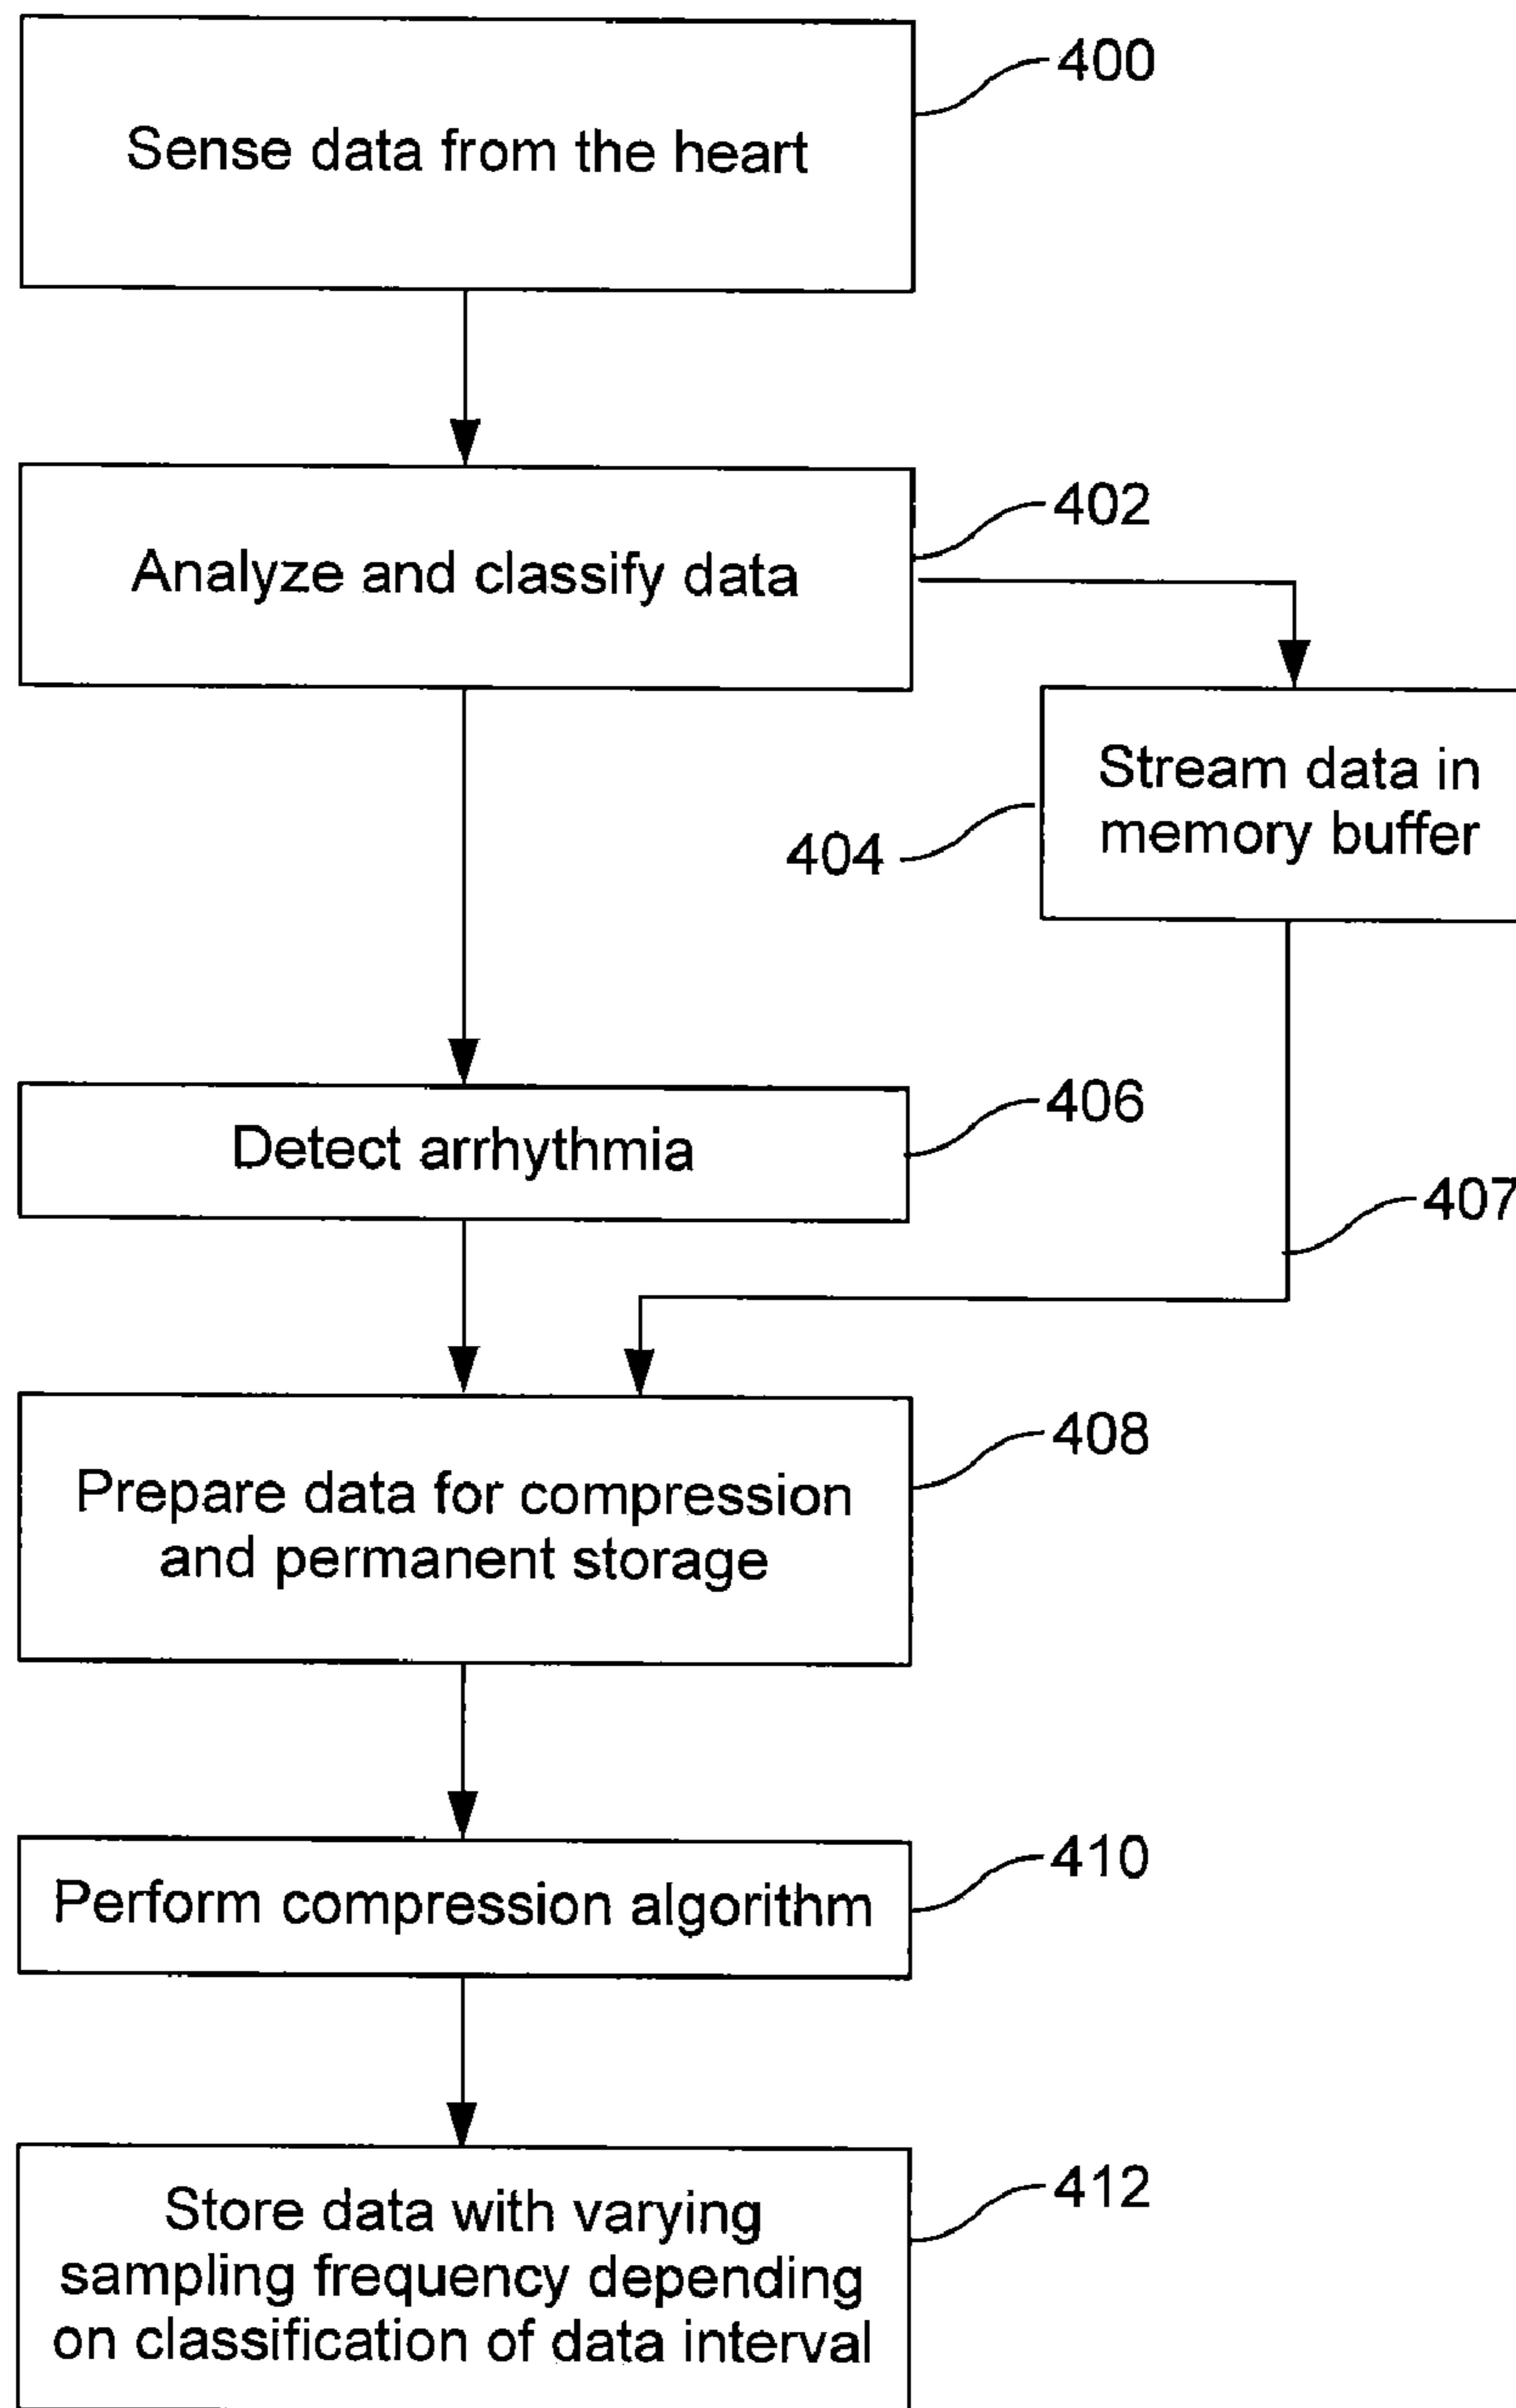 Sense data from the heart
400
Analyze and classify data
402
Stream data in
memory buffer
404
Detect arrhythmia
406
407
Prepare data for compression
and permanent storage
408
Perform compression algorithm
410
Store data with varying
sampling frequency depending
on classification of data interval
412